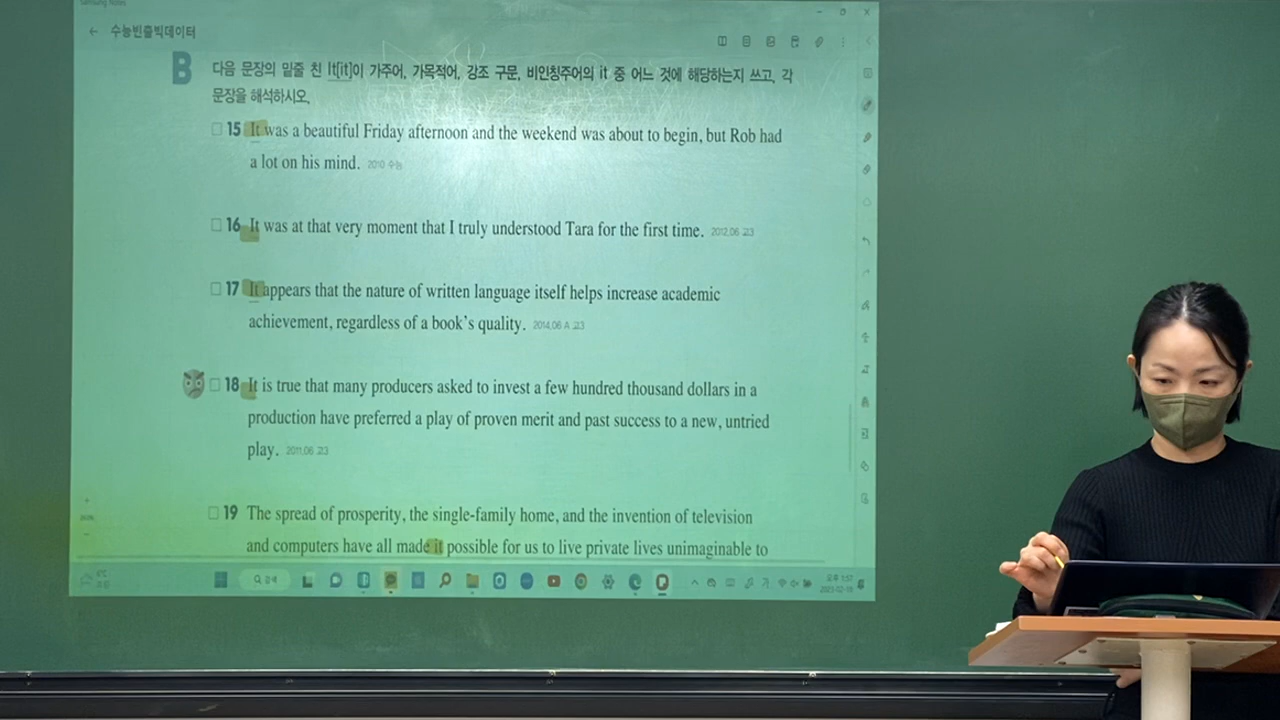 Samsung Notes
수능빈출빅데이터
B 다음 문장의 밑줄 친 It[it]이 가주어, 가목적어, 강조 구문, 비인칭주어의 it 중 어느 것에 해당하는지 쓰고, 각
문장을 해석하시오.
15 It was a beautiful Friday afternoon and the weekend was about to begin, but Rob had
a lot on his mind. 2010 수능
16 It was at that very moment that I truly understood Tara for the first time. 2012.06 고3
17 It appears that the nature of written language itself helps increase academic
achievement, regardless of a book's quality. 2014.06 A 고3
18 It is true that many producers asked to invest a few hundred thousand dollars in a
production have preferred a play of proven merit and past success to a new, untried
play. 2011.06 고3
19 The spread of prosperity, the single-family home, and the invention of television
and computers have all made it possible for us to live private lives unimaginable to
6°C
검색
오후 1:57